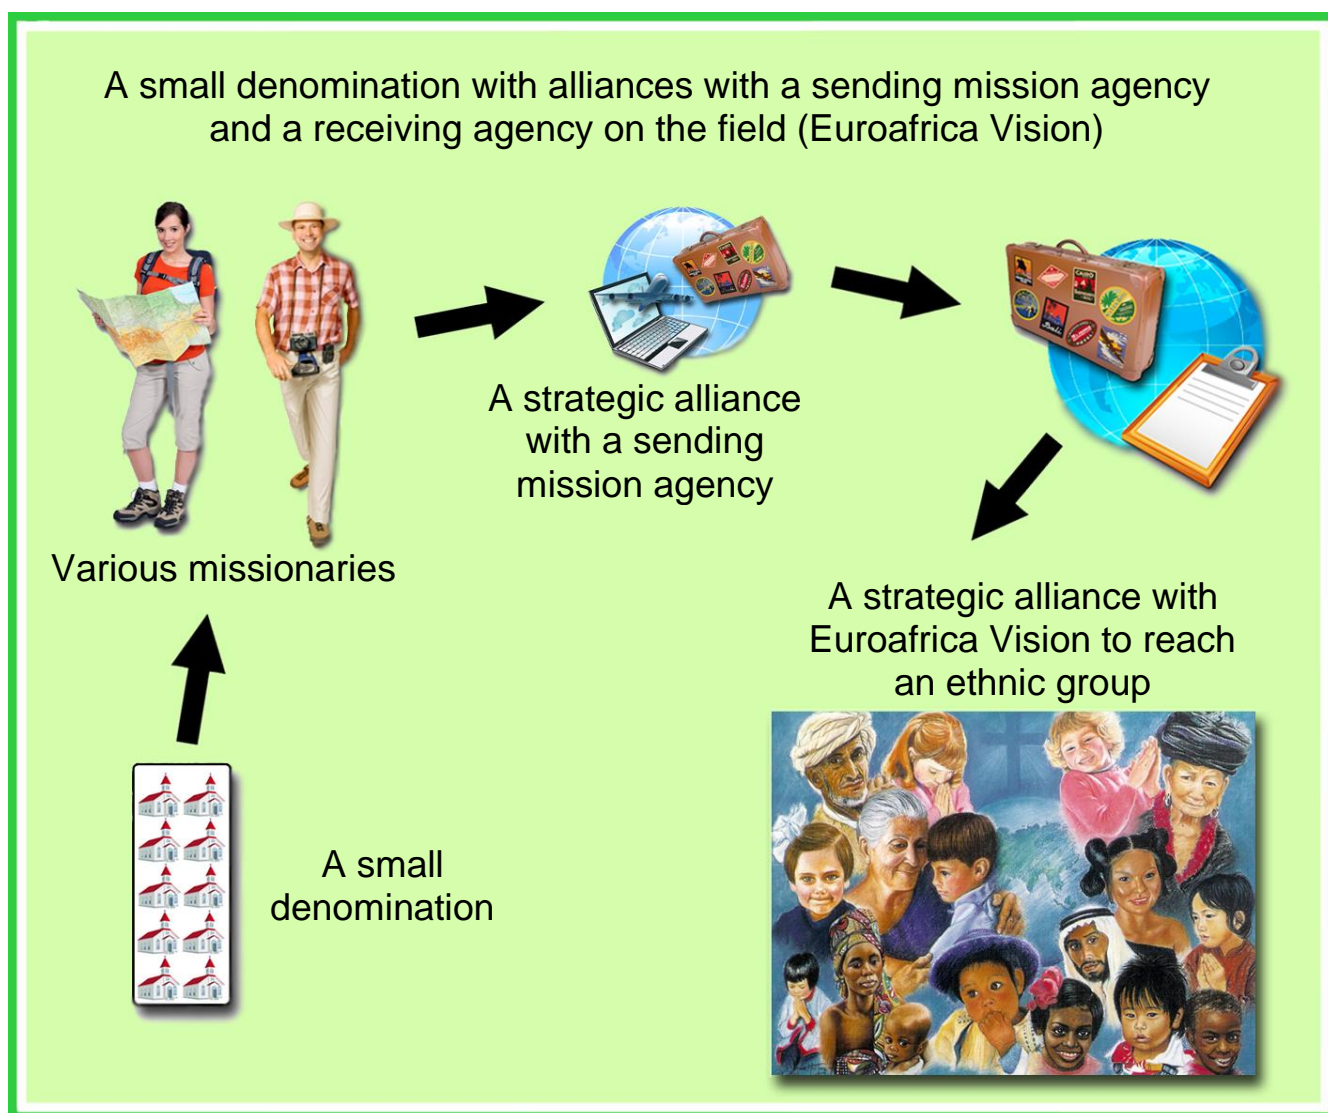 A small denomination with alliances with a sending mission agency
and a receiving agency on the field (Euroafrica Vision)
A strategic alliance
with a sending
mission agency
Various missionaries
A strategic alliance with
Euroafrica Vision to reach
an ethnic group
A small
denomination